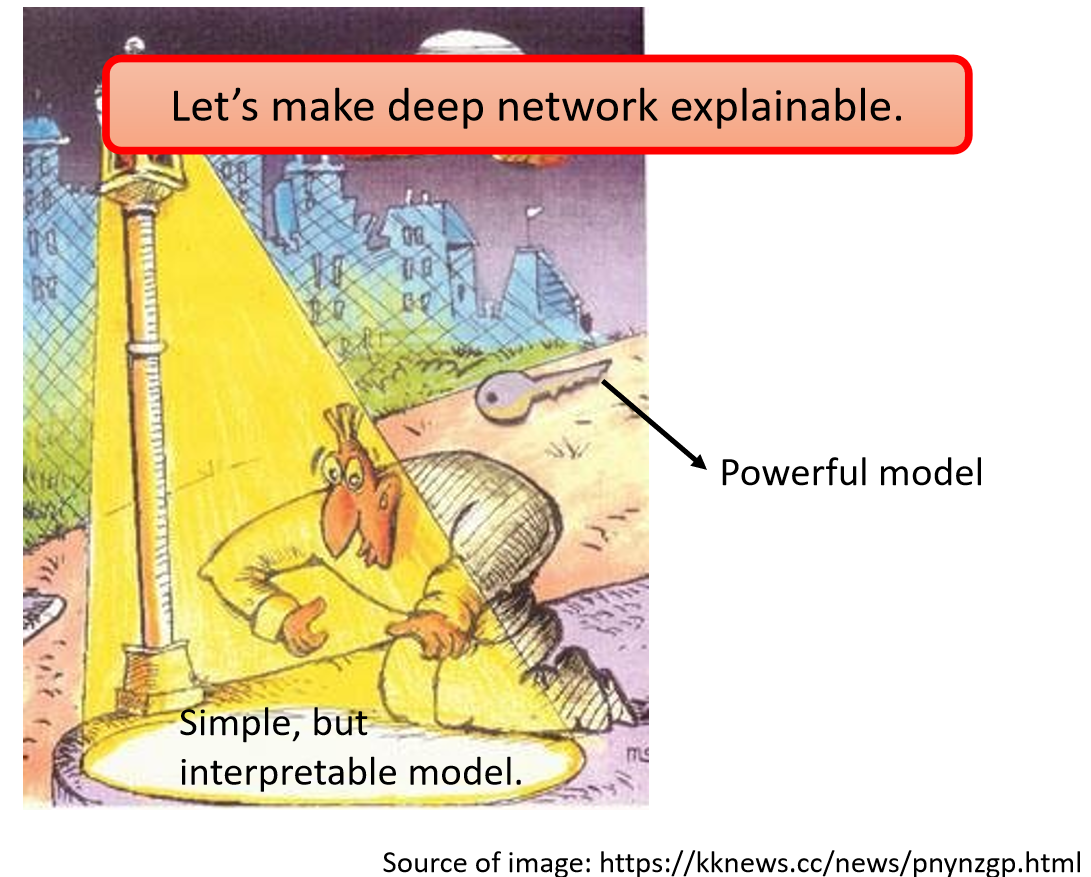 Let’s make deep network explainable.
Powerful model
Simple, but
interpretable model.
Source of image: https://kknews.cc/news/pnynzgp.html